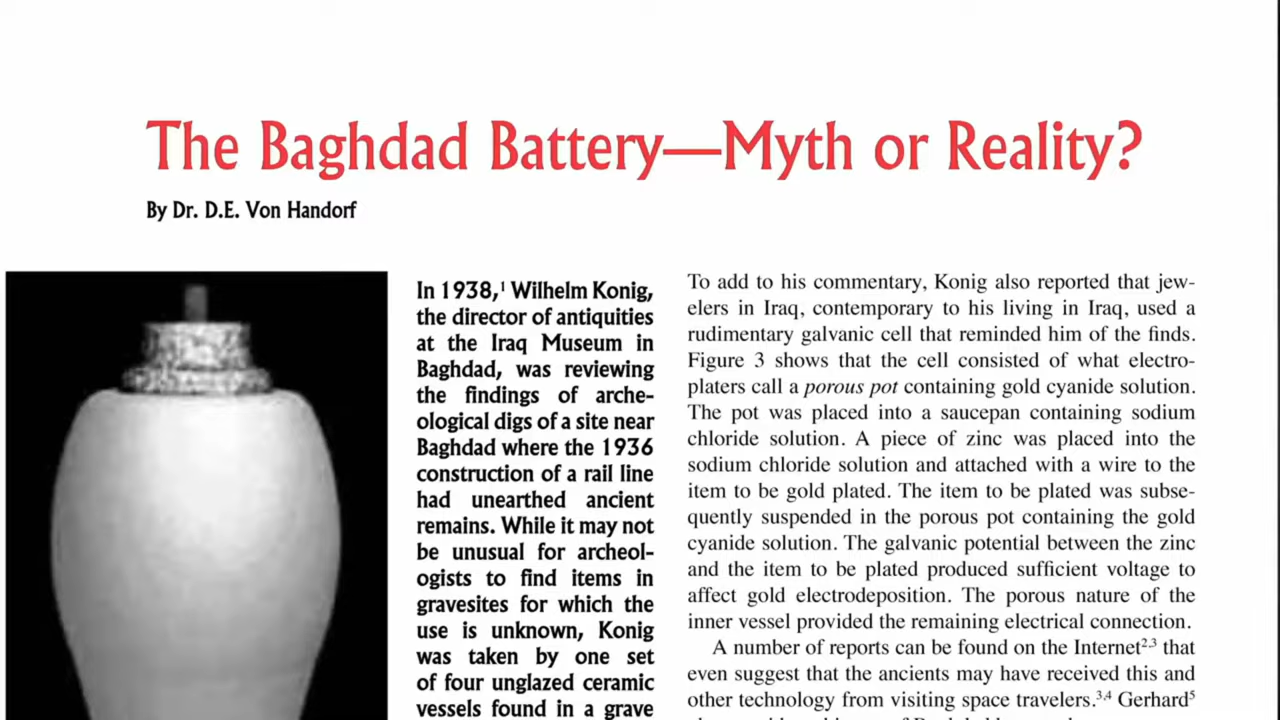 The Baghdad Battery—Myth or Reality?
By Dr. D.E. Von Handorf
In 1938,¹ Wilhelm Konig,
the director of antiquities
at the Iraq Museum in
Baghdad, was reviewing
the findings of arche-
ological digs of a site near
Baghdad where the 1936
construction of a rail line
had unearthed ancient
remains. While it may not
be unusual for archeol-
ogists to find items in
gravesites for which the
use is unknown, Konig
was taken by one set
of four unglazed ceramic
vessels found in a grave
To add to his commentary, Konig also reported that jew-
elers in Iraq, contemporary to his living in Iraq, used a
rudimentary galvanic cell that reminded him of the finds.
Figure 3 shows that the cell consisted of what electro-
platers call a porous pot containing gold cyanide solution.
The pot was placed into a saucepan containing sodium
chloride solution. A piece of zinc was placed into the
sodium chloride solution and attached with a wire to the
item to be gold plated. The item to be plated was subse-
quently suspended in the porous pot containing the gold
cyanide solution. The galvanic potential between the zinc
and the item to be plated produced sufficient voltage to
affect gold electrodeposition. The porous nature of the
inner vessel provided the remaining electrical connection.
A number of reports can be found on the Internet²·³ that
even suggest that the ancients may have received this and
other technology from visiting space travelers.³,⁴ Gerhard⁵